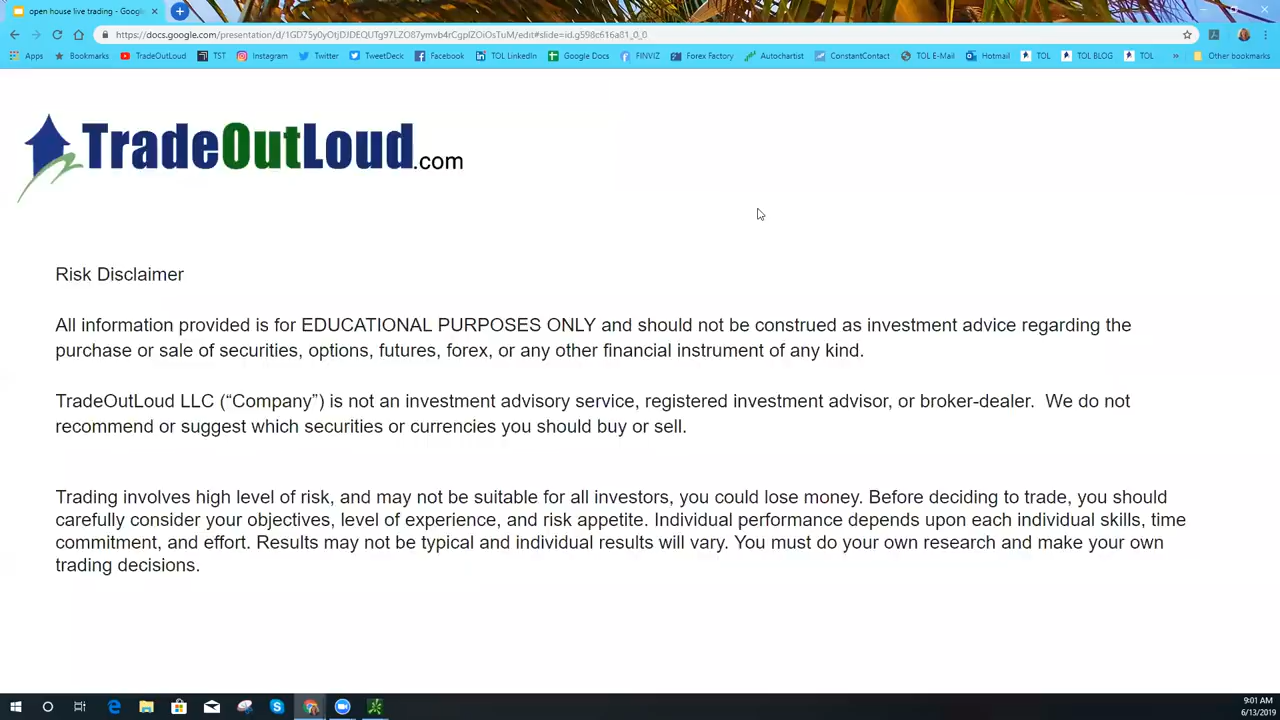 open house live trading - Google
https://docs.google.com/presentation/d/1GD75y0yOtjDJDEQUTg97LZO87ymvb4rCgpIZOiOsTuM/edit#slide=id.g598c616a81_0_0
Apps Bookmarks TradeOutLoud TST Instagram Twitter TweetDeck Facebook TOL LinkedIn Google Docs FINVIZ Forex Factory Autochartist ConstantContact TOL E-Mail Hotmail TOL TOL BLOG TOL » Other bookmarks
TradeOutLoud.com
Risk Disclaimer
All information provided is for EDUCATIONAL PURPOSES ONLY and should not be construed as investment advice regarding the
purchase or sale of securities, options, futures, forex, or any other financial instrument of any kind.
TradeOutLoud LLC (“Company”) is not an investment advisory service, registered investment advisor, or broker-dealer. We do not
recommend or suggest which securities or currencies you should buy or sell.
Trading involves high level of risk, and may not be suitable for all investors, you could lose money. Before deciding to trade, you should
carefully consider your objectives, level of experience, and risk appetite. Individual performance depends upon each individual skills, time
commitment, and effort. Results may not be typical and individual results will vary. You must do your own research and make your own
trading decisions.
9:01 AM
6/13/2019